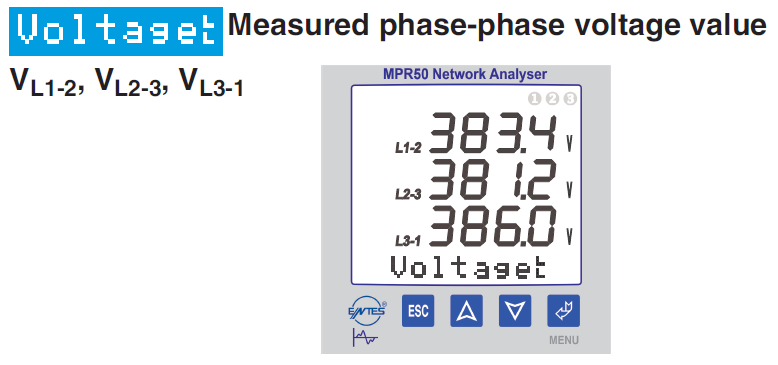 Voltaget Measured phase-phase voltage value
VL1-2, VL2-3, VL3-1
MPR50 Network Analyser
1 2 3
L1-2 383.4 V
L2-3 381.2 V
L3-1 386.0 V
Voltaget
ENTES® ESC
MENU